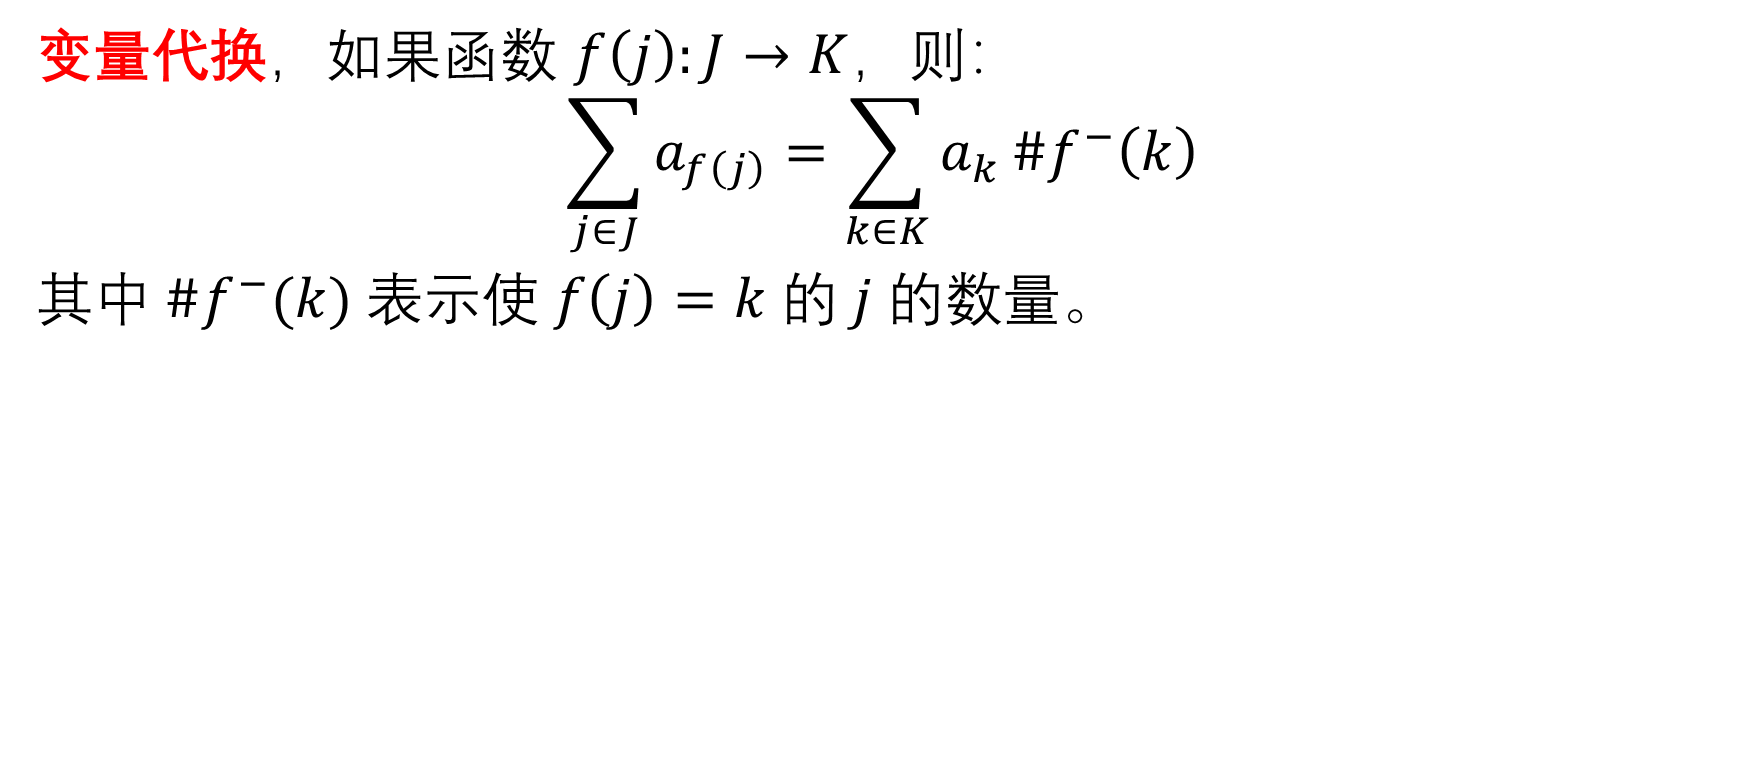 变量代换，如果函数 f(j): J → K，则：
∑_{j∈J} a_{f(j)} = ∑_{k∈K} a_k #f⁻(k)
其中 #f⁻(k) 表示使 f(j) = k 的 j 的数量。